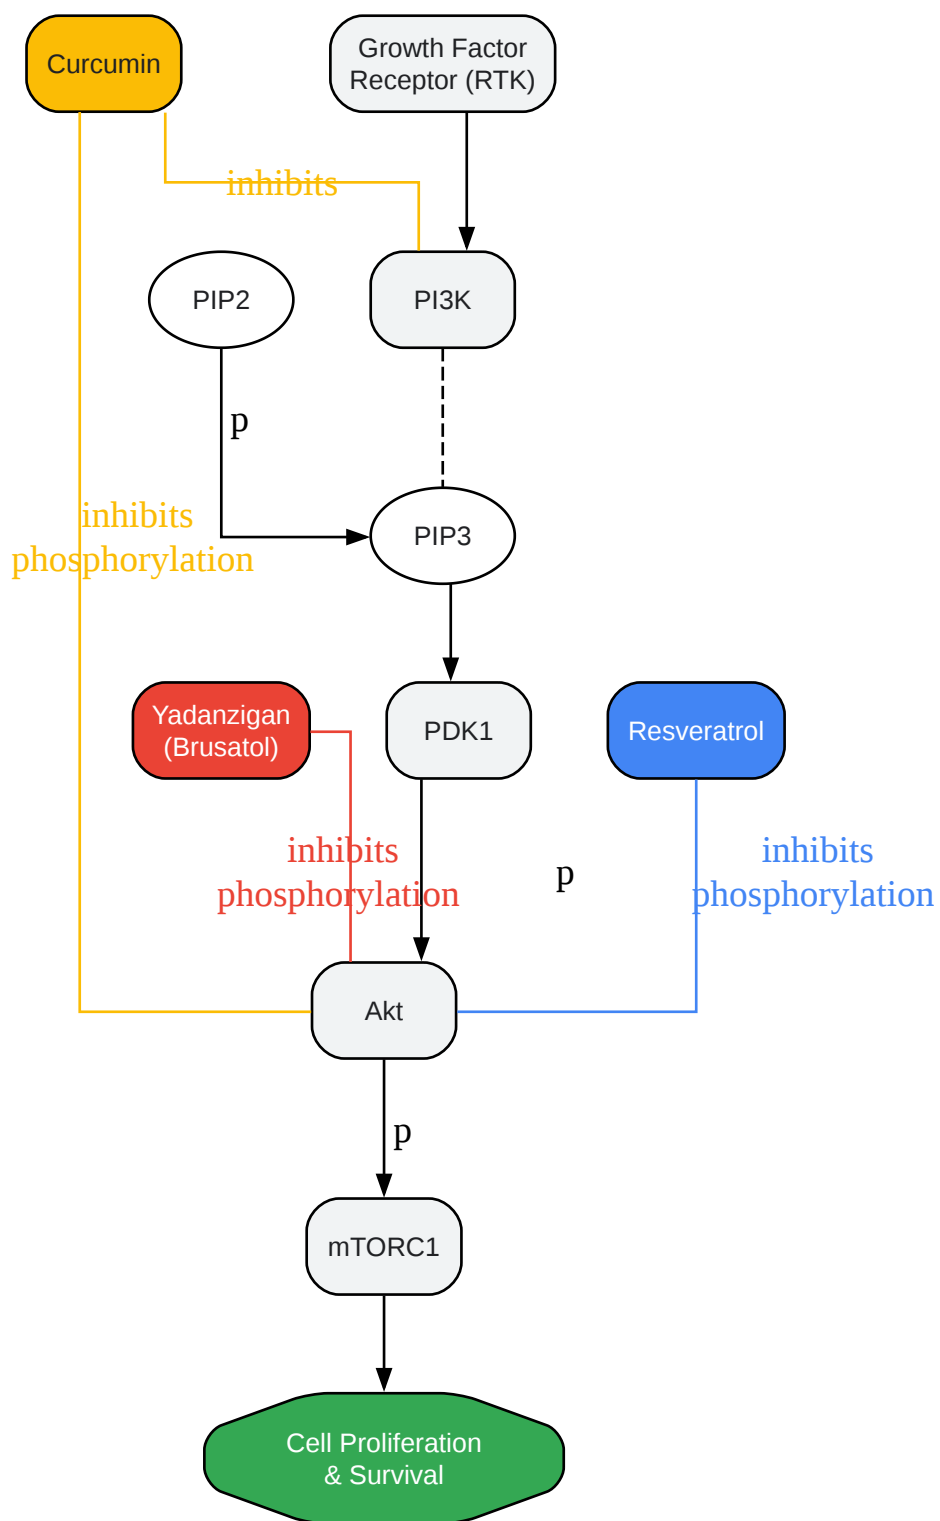 Curcumin
Growth Factor
Receptor (RTK)
inhibits
PIP2
PI3K
p
inhibits
phosphorylation
PIP3
Yadanzigan
(Brusatol)
PDK1
Resveratrol
inhibits
phosphorylation
p
inhibits
phosphorylation
Akt
p
mTORC1
Cell Proliferation
& Survival